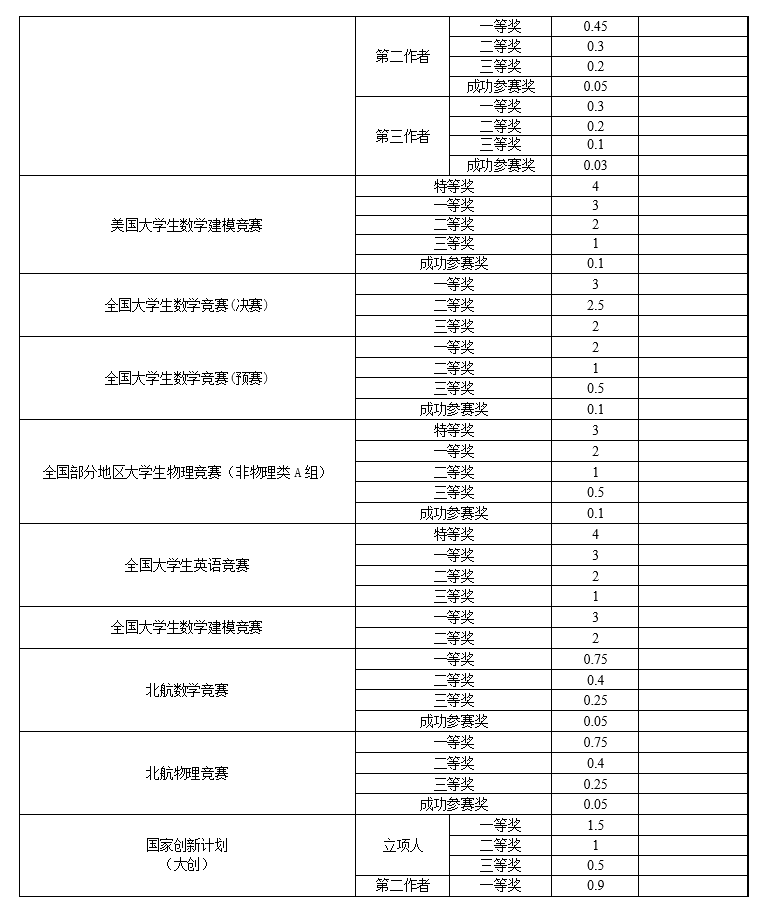 第二作者 一等奖 0.45
二等奖 0.3
三等奖 0.2
成功参赛奖 0.05
第三作者 一等奖 0.3
二等奖 0.2
三等奖 0.1
成功参赛奖 0.03
美国大学生数学建模竞赛 特等奖 4
一等奖 3
二等奖 2
三等奖 1
成功参赛奖 0.1
全国大学生数学竞赛(决赛) 一等奖 3
二等奖 2.5
三等奖 2
全国大学生数学竞赛(预赛) 一等奖 2
二等奖 1
三等奖 0.5
成功参赛奖 0.1
全国部分地区大学生物理竞赛（非物理类 A 组） 特等奖 3
一等奖 2
二等奖 1
三等奖 0.5
成功参赛奖 0.1
全国大学生英语竞赛 特等奖 4
一等奖 3
二等奖 2
三等奖 1
全国大学生数学建模竞赛 一等奖 3
二等奖 2
北航数学竞赛 一等奖 0.75
二等奖 0.4
三等奖 0.25
成功参赛奖 0.05
北航物理竞赛 一等奖 0.75
二等奖 0.4
三等奖 0.25
成功参赛奖 0.05
国家创新计划
（大创） 立项人 一等奖 1.5
二等奖 1
三等奖 0.5
第二作者 一等奖 0.9